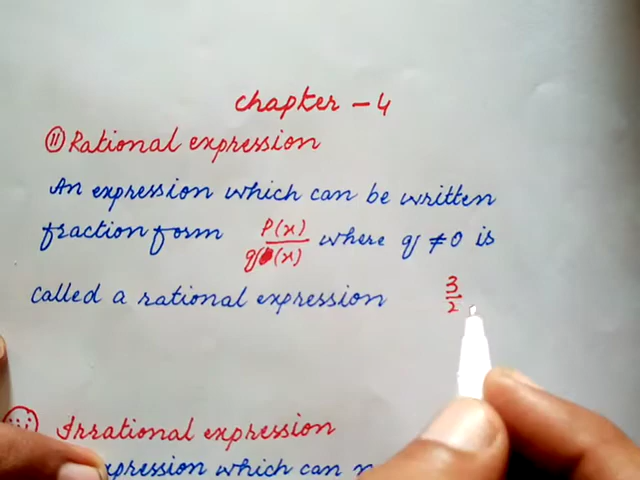 chapter - 4
(ii) Rational expression
An expression which can be written
fraction form P(x)/q(x) where q ≠ 0 is
called a rational expression 3/2
(iii) Irrational expression
expression which can